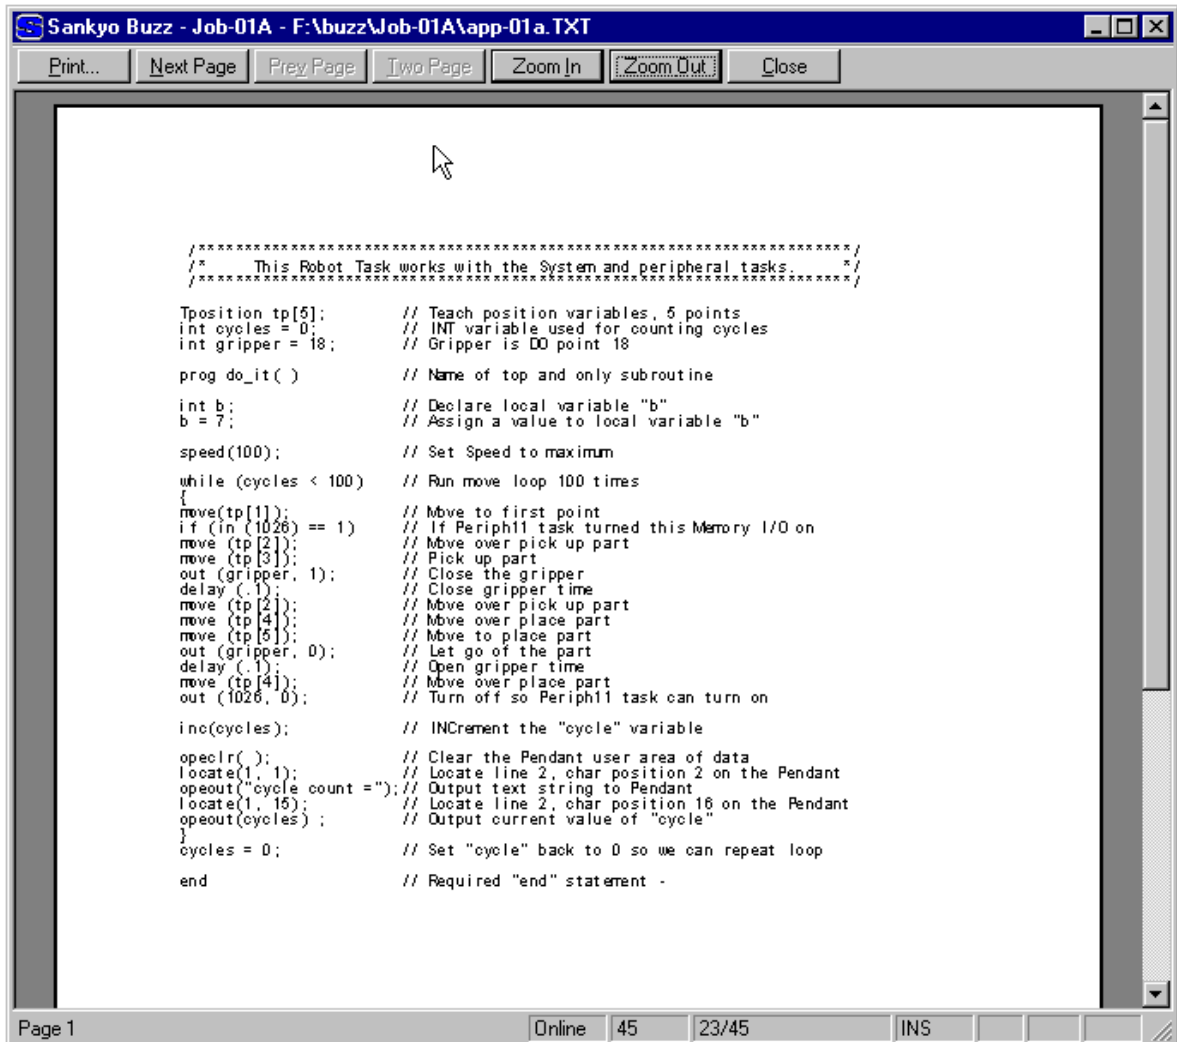 Sankyo Buzz - Job-01A - F:\buzz\Job-01A\app-01a.TXT
Print... Next Page Prev Page Two Page Zoom In Zoom Out Close
/***********************************************************************/
/*      This Robot Task works with the System and peripheral tasks.      */
/***********************************************************************/
Tposition tp[5];        // Teach position variables, 5 points
int cycles = 0;         // INT variable used for counting cycles
int gripper = 18;       // Gripper is DO point 18
prog do_it( )           // Name of top and only subroutine
int b;                  // Declare local variable "b"
b = 7;                  // Assign a value to local variable "b"
speed(100);             // Set Speed to maximum
while (cycles < 100)    // Run move loop 100 times
{
move(tp[1]);            // Move to first point
if (in (1026) == 1)     // If Periph11 task turned this Memory I/O on
move (tp[2]);           // Move over pick up part
move (tp[3]);           // Pick up part
out (gripper, 1);       // Close the gripper
delay (.1);             // Close gripper time
move (tp[2]);           // Move over pick up part
move (tp[4]);           // Move over place part
move (tp[5]);           // Move to place part
out (gripper, 0);       // Let go of the part
delay (.1);             // Open gripper time
move (tp[4]);           // Move over place part
out (1026, 0);          // Turn off so Periph11 task can turn on
inc(cycles);            // INCrement the "cycle" variable
opeclr( );              // Clear the Pendant user area of data
locate(1, 1);           // Locate line 2, char position 2 on the Pendant
opeout("cycle count =");// Output text string to Pendant
locate(1, 15);          // Locate line 2, char position 16 on the Pendant
opeout(cycles) ;        // Output current value of "cycle"
}
cycles = 0;             // Set "cycle" back to 0 so we can repeat loop
end                     // Required "end" statement -
Page 1 Online 45 23/45 INS